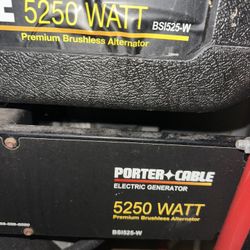 E 5250 WATT
BSI525-W
Premium Brushless Alternator
PORTER+CABLE
ELECTRIC GENERATOR
5250 WATT
Premium Brushless Alternator
BSI525-W